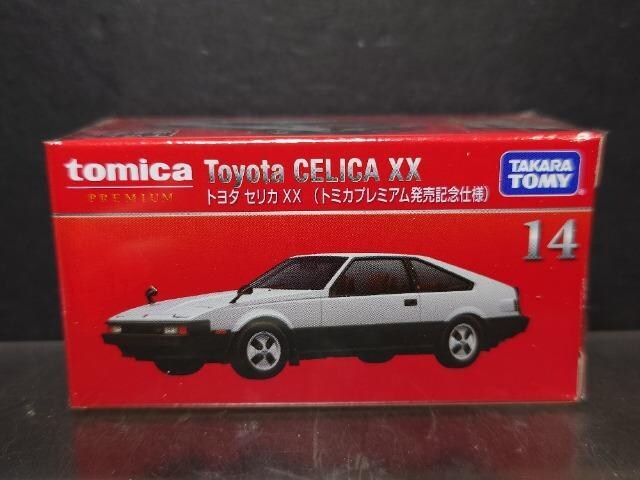 tomica
PREMIUM
Toyota CELICA XX
トヨタ セリカ XX （トミカプレミアム発売記念仕様）
TAKARA
TOMY
14